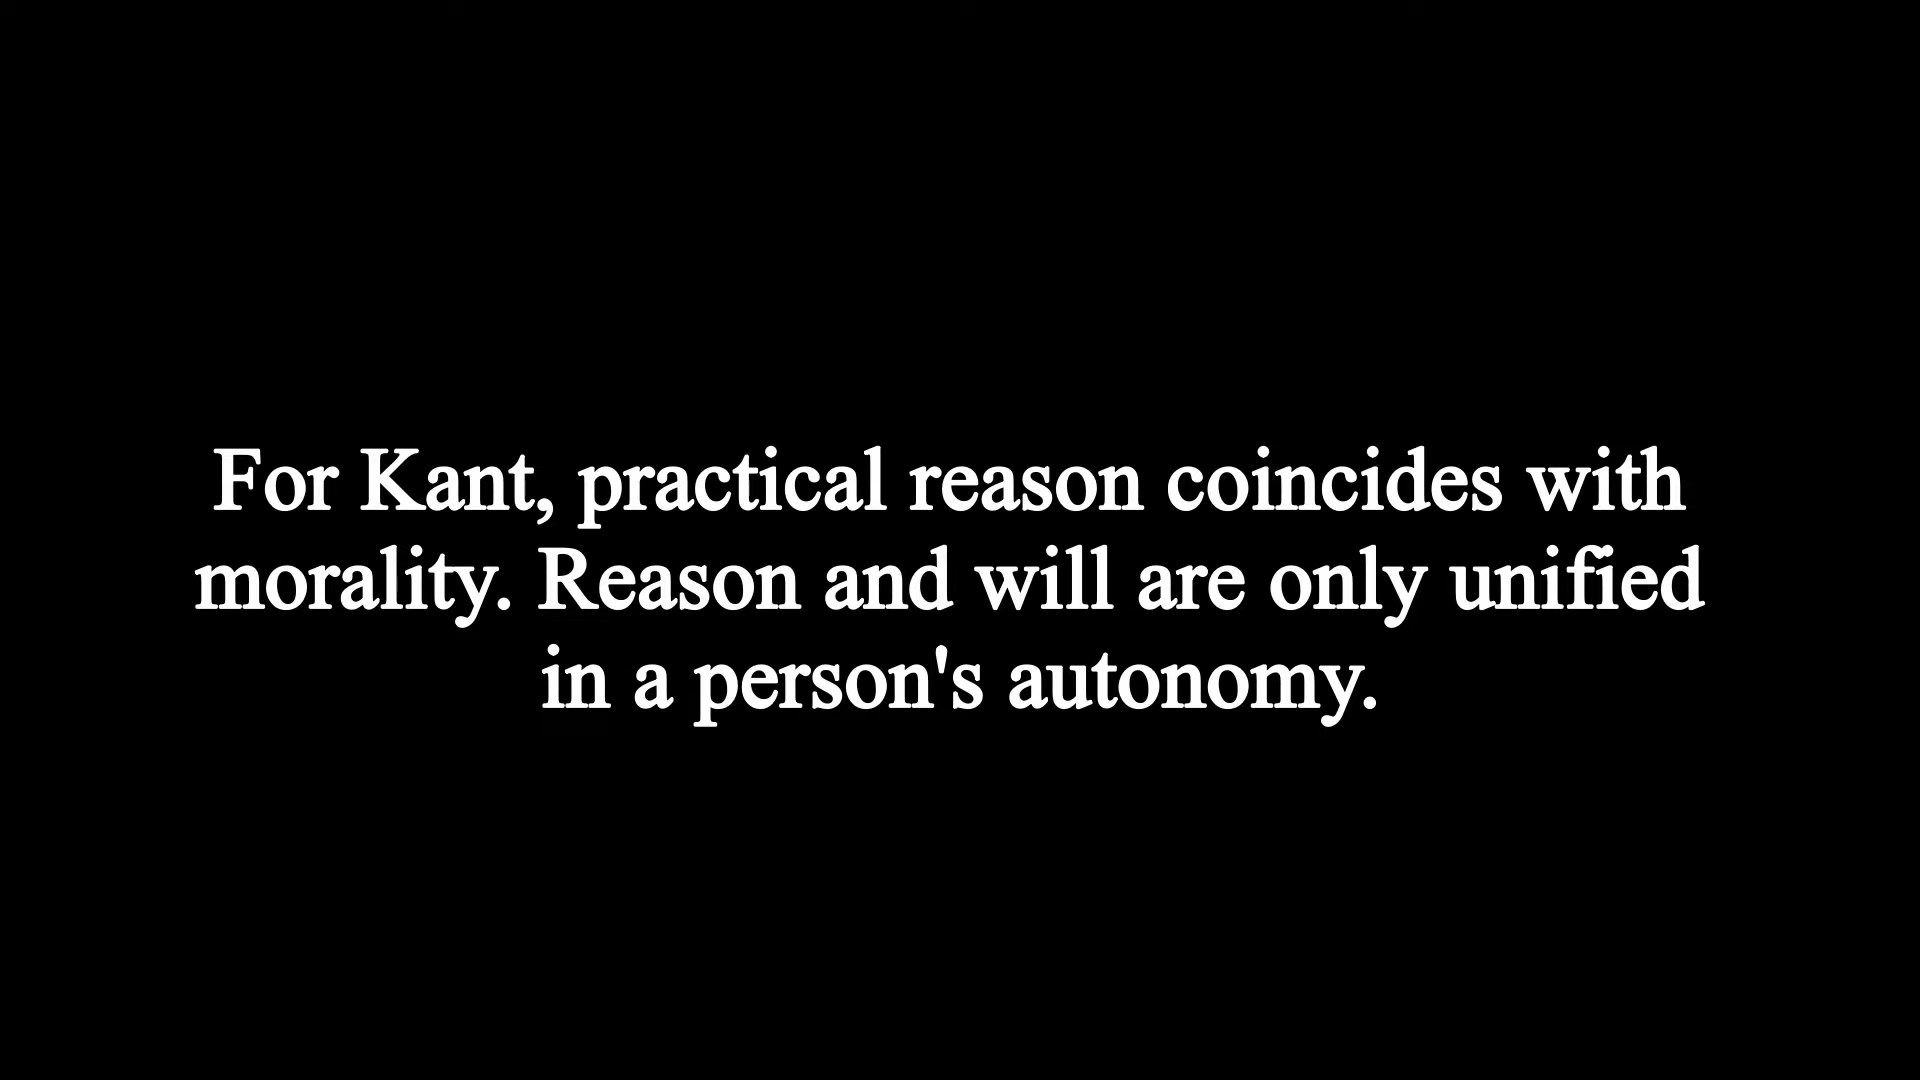 For Kant, practical reason coincides with
morality. Reason and will are only unified
in a person's autonomy.